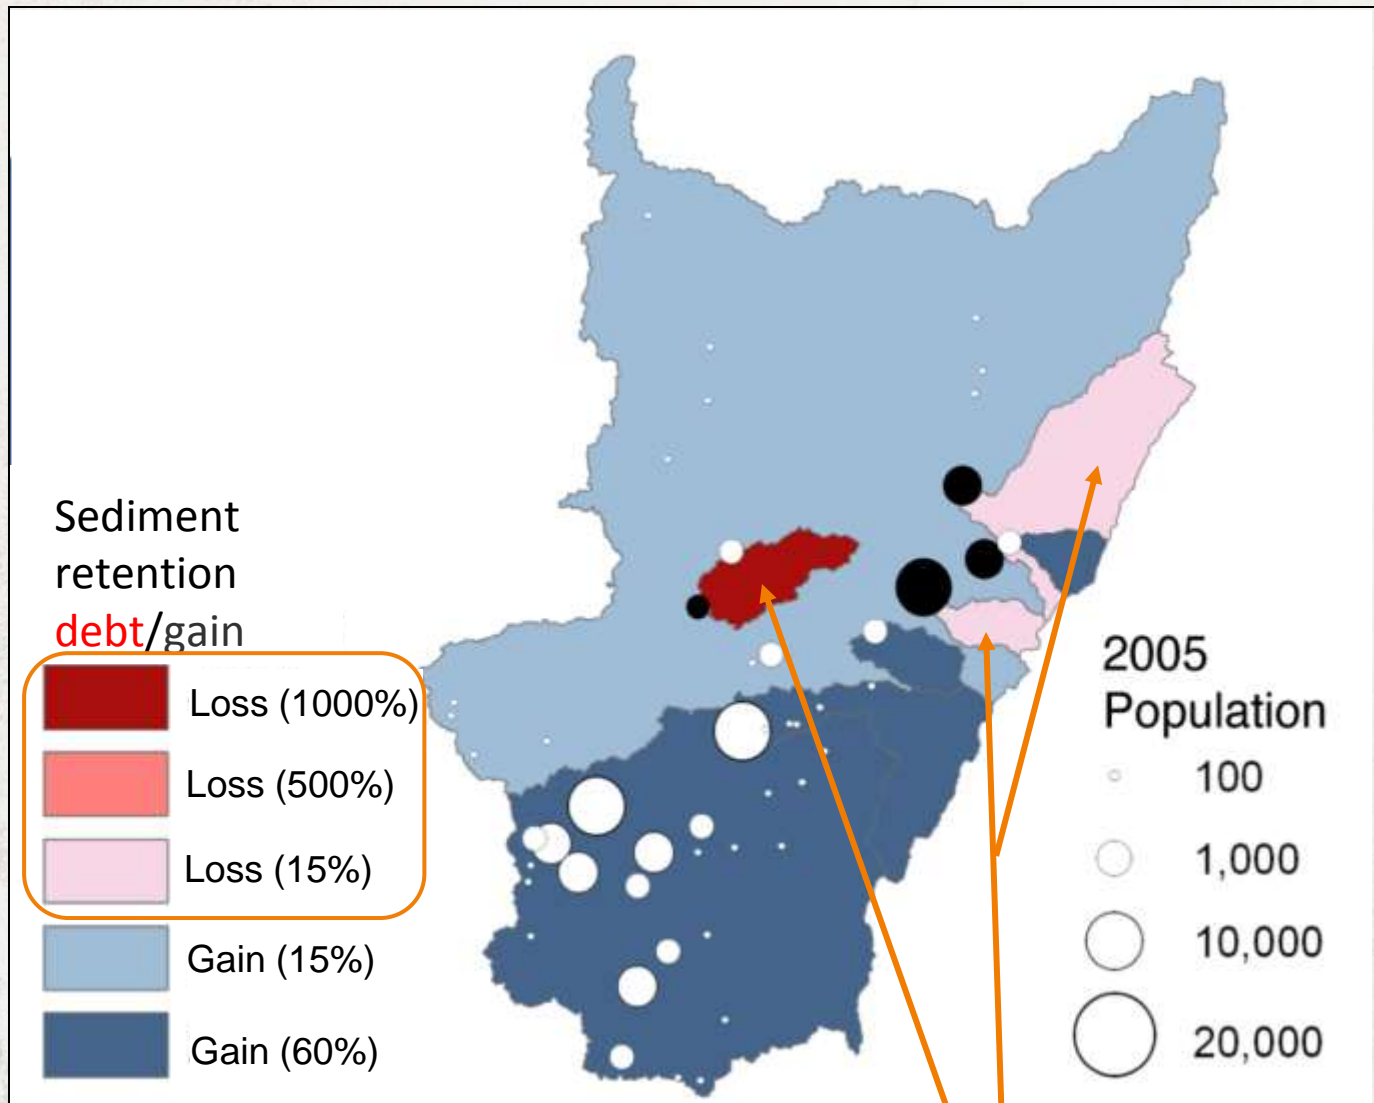 Sediment
retention
debt/gain
Loss (1000%)
Loss (500%)
Loss (15%)
Gain (15%)
Gain (60%)
2005
Population
100
1,000
10,000
20,000